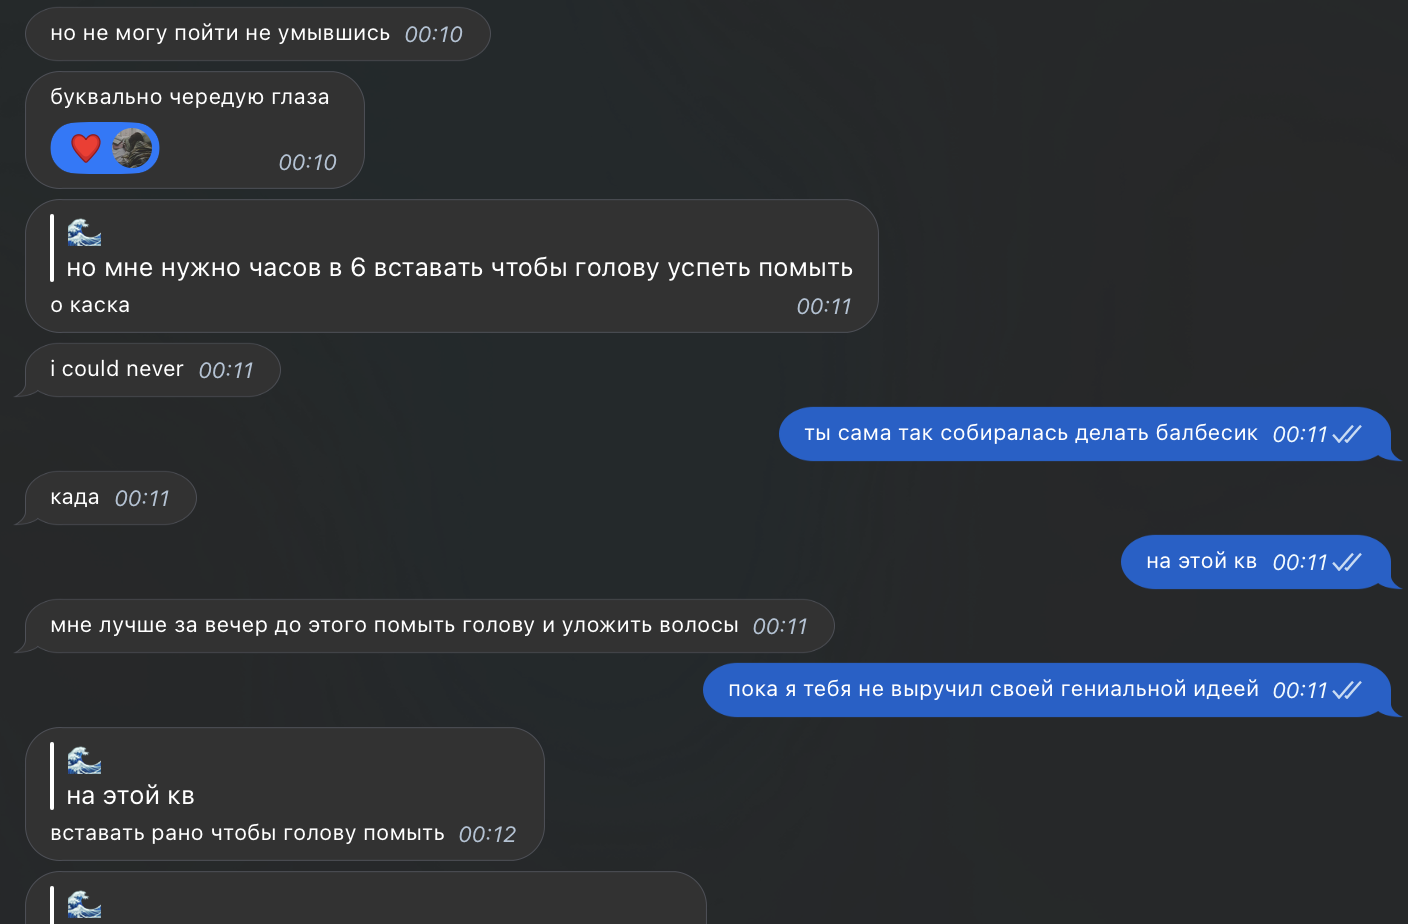 но не могу пойти не умывшись 00:10
буквально чередую глаза
00:10
🌊
но мне нужно часов в 6 вставать чтобы голову успеть помыть
о каска 00:11
i could never 00:11
ты сама так собиралась делать балбесик 00:11
када 00:11
на этой кв 00:11
мне лучше за вечер до этого помыть голову и уложить волосы 00:11
пока я тебя не выручил своей гениальной идеей 00:11
🌊
на этой кв
вставать рано чтобы голову помыть 00:12
🌊